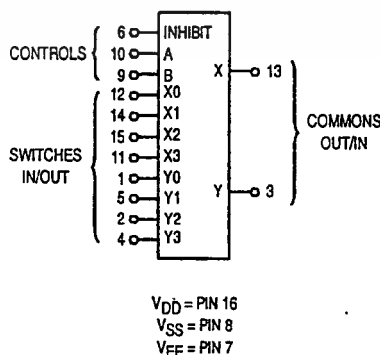 CONTROLS
SWITCHES
IN/OUT
6 INHIBIT
10 A
9 B
12 X0
14 X1
15 X2
11 X3
1 Y0
5 Y1
2 Y2
4 Y3
X 13
Y 3
COMMONS
OUT/IN
VDD = PIN 16
VSS = PIN 8
VEE = PIN 7